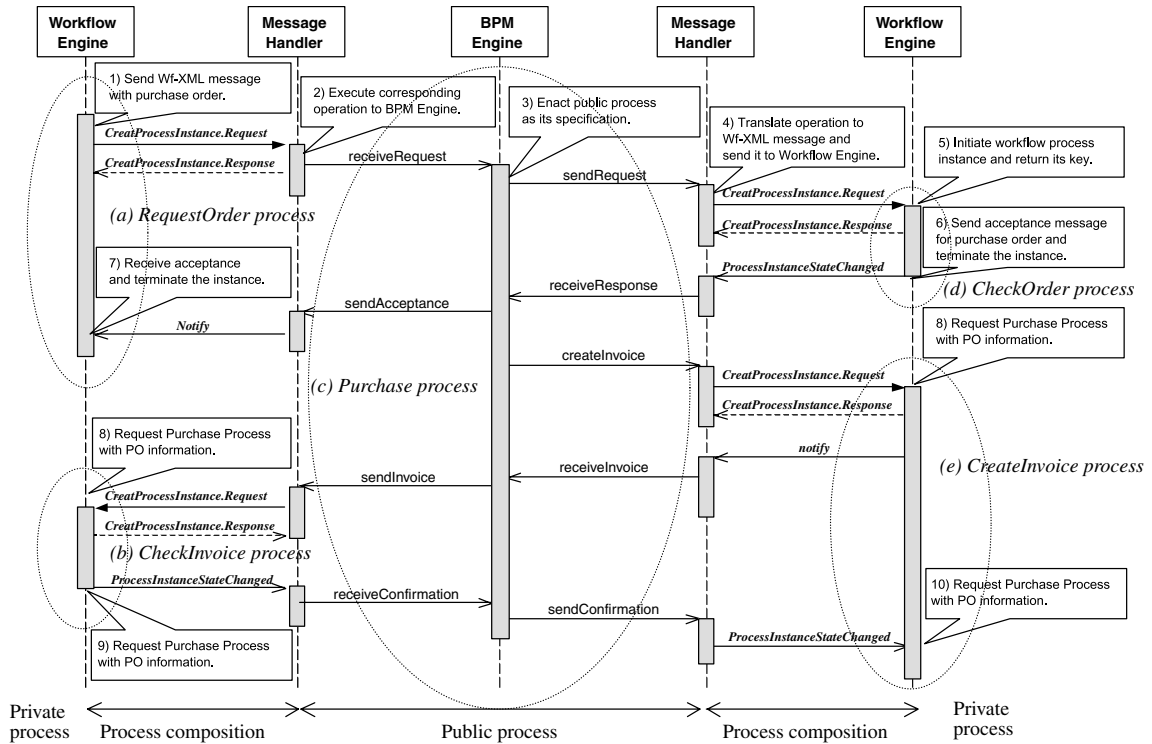 Workflow
Engine
Message
Handler
BPM
Engine
Message
Handler
Workflow
Engine
1) Send Wf-XML message
with purchase order.
2) Execute corresponding
operation to BPM Engine.
3) Enact public process
as its specification.
4) Translate operation to
Wf-XML message and
send it to Workflow Engine.
5) Initiate workflow process
instance and return its key.
CreatProcessInstance.Request
receiveRequest
CreatProcessInstance.Response
sendRequest
CreatProcessInstance.Request
(a) RequestOrder process
CreatProcessInstance.Response
6) Send acceptance message
for purchase order and
terminate the instance.
7) Receive acceptance
and terminate the instance.
ProcessInstanceStateChanged
receiveResponse
(d) CheckOrder process
sendAcceptance
Notify
8) Request Purchase Process
with PO information.
createInvoice
CreatProcessInstance.Request
(c) Purchase process
CreatProcessInstance.Response
8) Request Purchase Process
with PO information.
notify
receiveInvoice
(e) CreateInvoice process
sendInvoice
CreatProcessInstance.Request
CreatProcessInstance.Response
(b) CheckInvoice process
ProcessInstanceStateChanged
receiveConfirmation
10) Request Purchase Process
with PO information.
sendConfirmation
ProcessInstanceStateChanged
9) Request Purchase Process
with PO information.
Private
process
Process composition
Public process
Process composition
Private
process